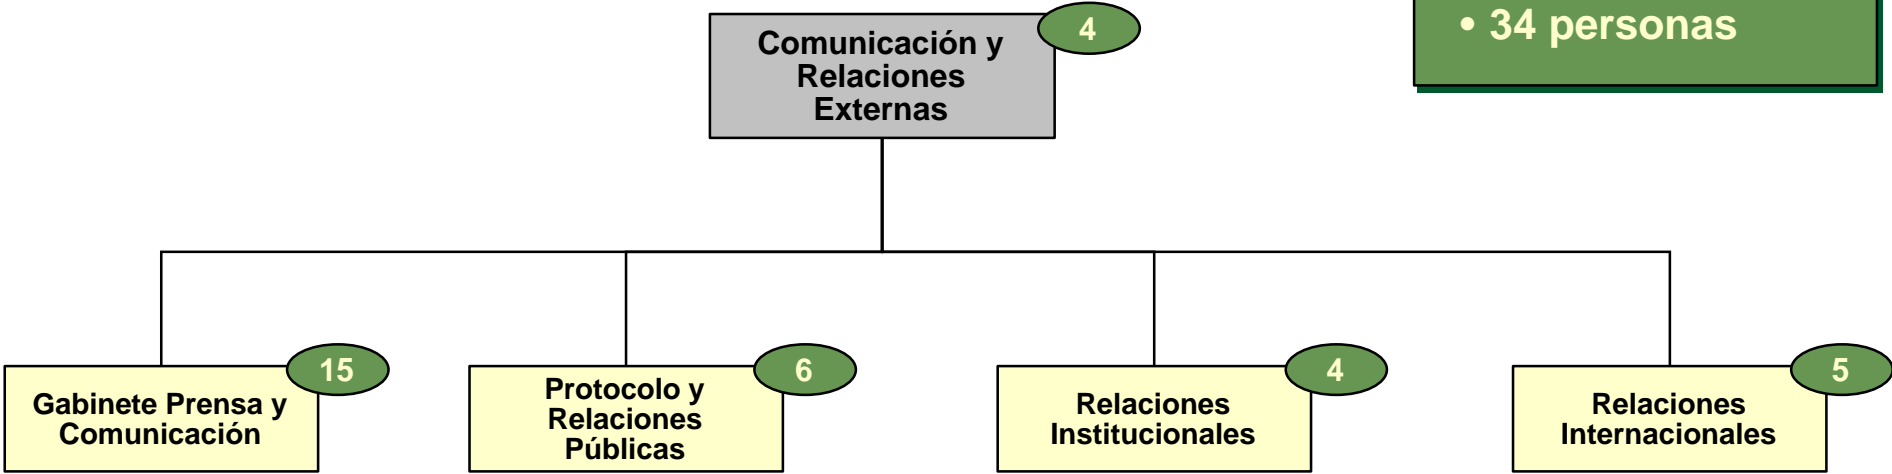 Comunicación y
Relaciones
Externas
4
• 34 personas
Gabinete Prensa y
Comunicación
15
Protocolo y
Relaciones
Públicas
6
Relaciones
Institucionales
4
Relaciones
Internacionales
5